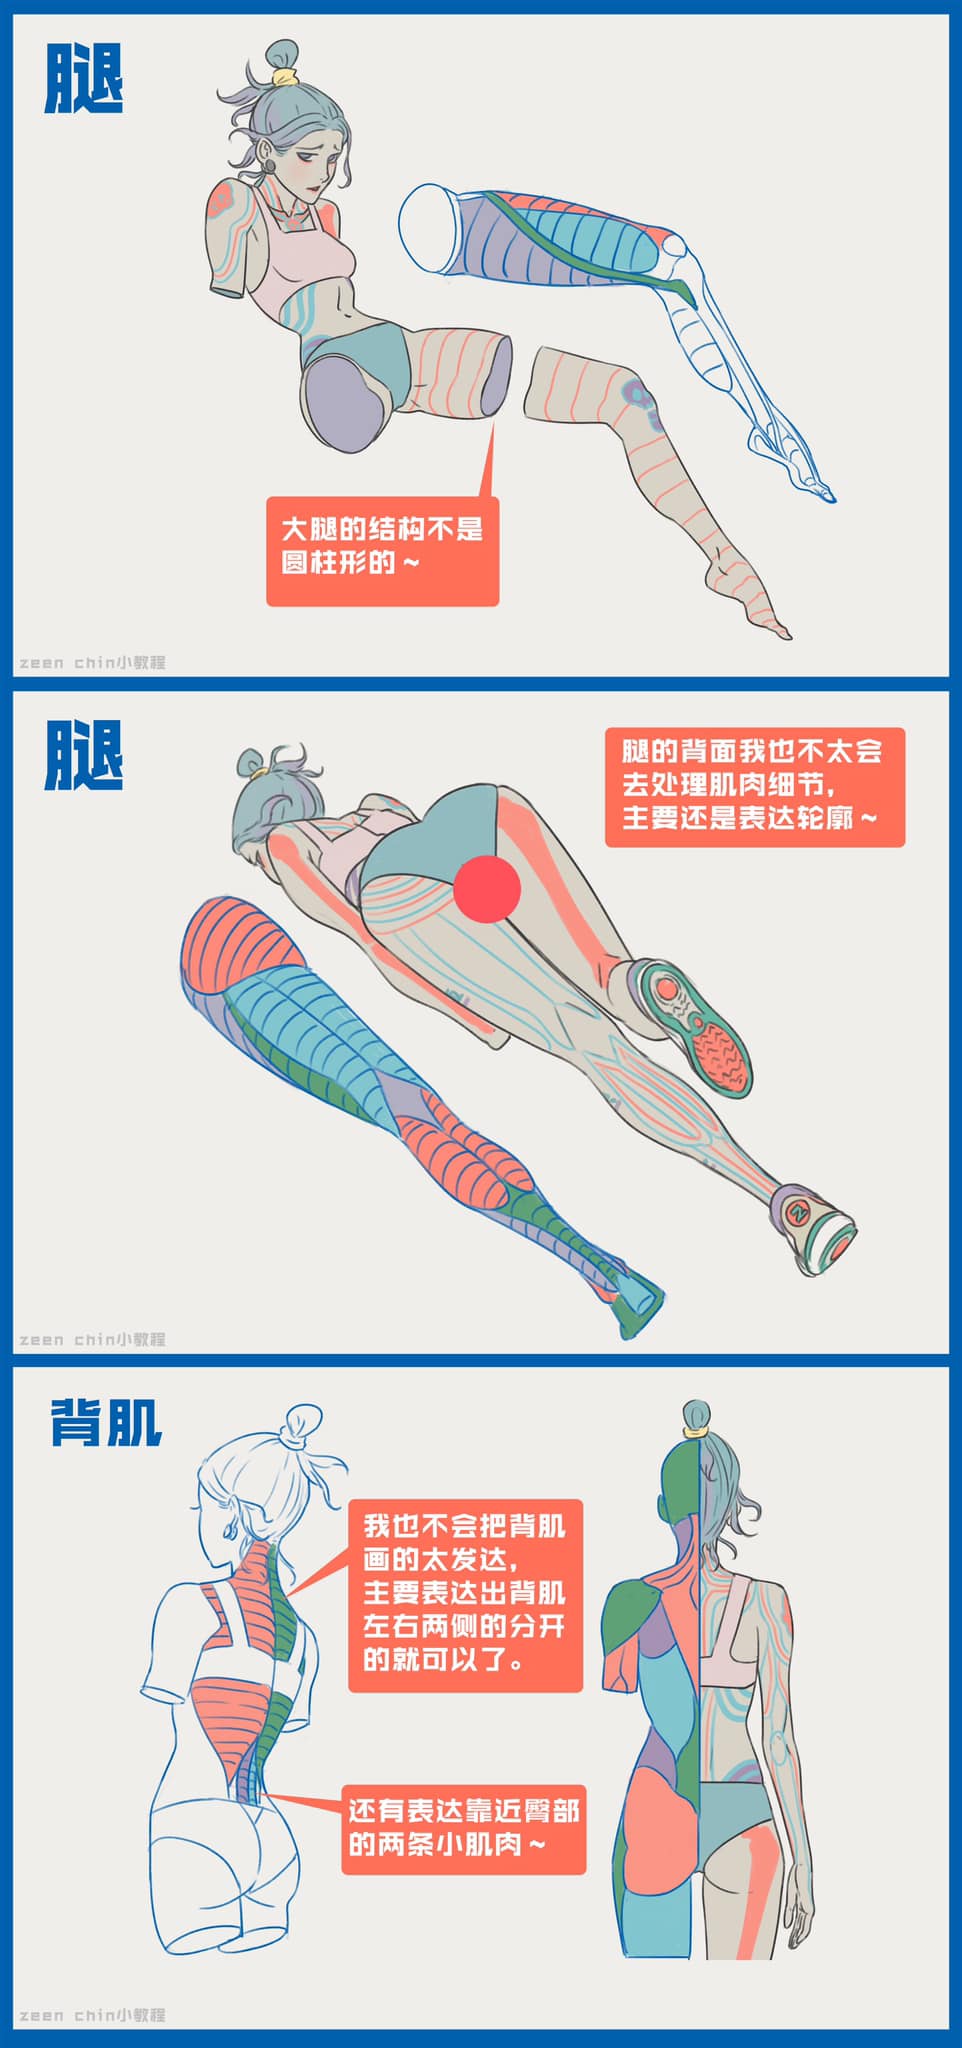 腿
大腿的结构不是
圆柱形的~
zeen chin小教程
腿
腿的背面我也不太会
去处理肌肉细节，
主要还是表达轮廓~
N
zeen chin小教程
背肌
我也不会把背肌
画的太发达，
主要表达出背肌
左右两侧的分开
的就可以了。
还有表达靠近臀部
的两条小肌肉~
zeen chin小教程